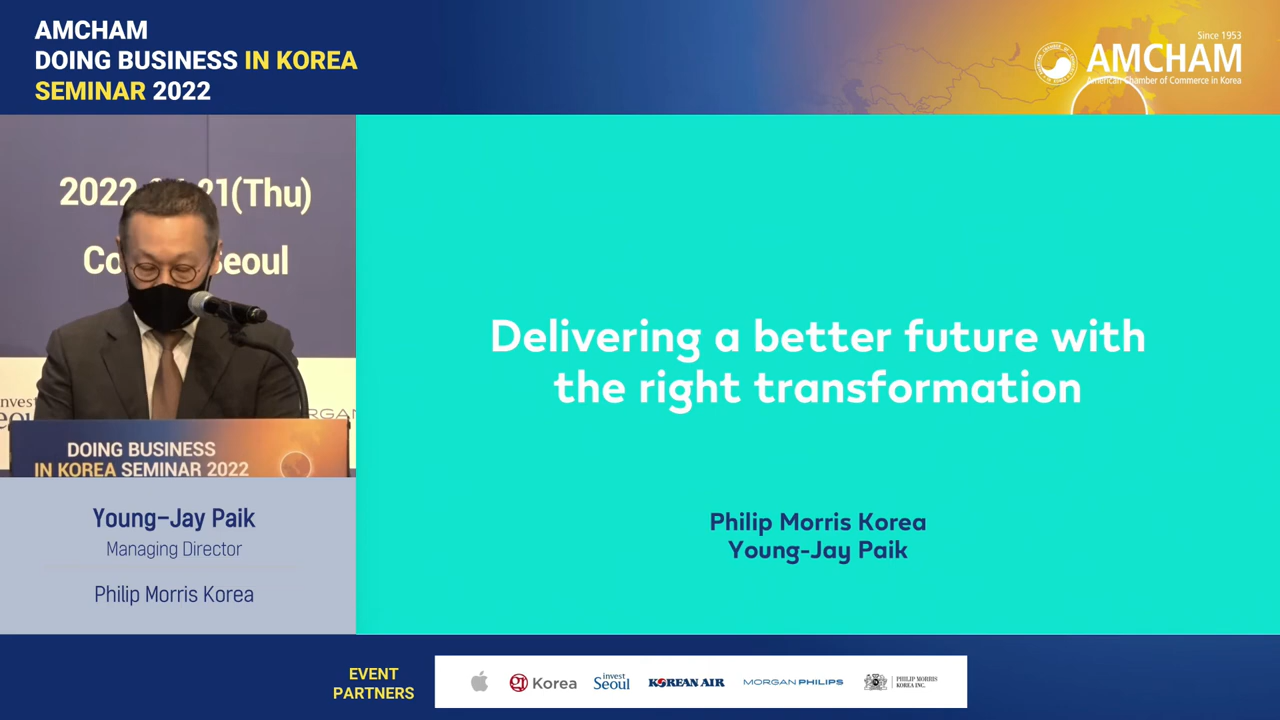 AMCHAM
DOING BUSINESS IN KOREA
SEMINAR 2022
Since 1953
AMCHAM
American Chamber of Commerce in Korea
2022 21(Thu)
Seoul
invest
Seoul
DOING BUSINESS
IN KOREA SEMINAR 2022
Young-Jay Paik
Managing Director
Philip Morris Korea
Delivering a better future with
the right transformation
Philip Morris Korea
Young-Jay Paik
EVENT
PARTNERS
Korea
invest
Seoul
KOREAN AIR
MORGAN PHILIPS
PHILIP MORRIS
KOREA INC.